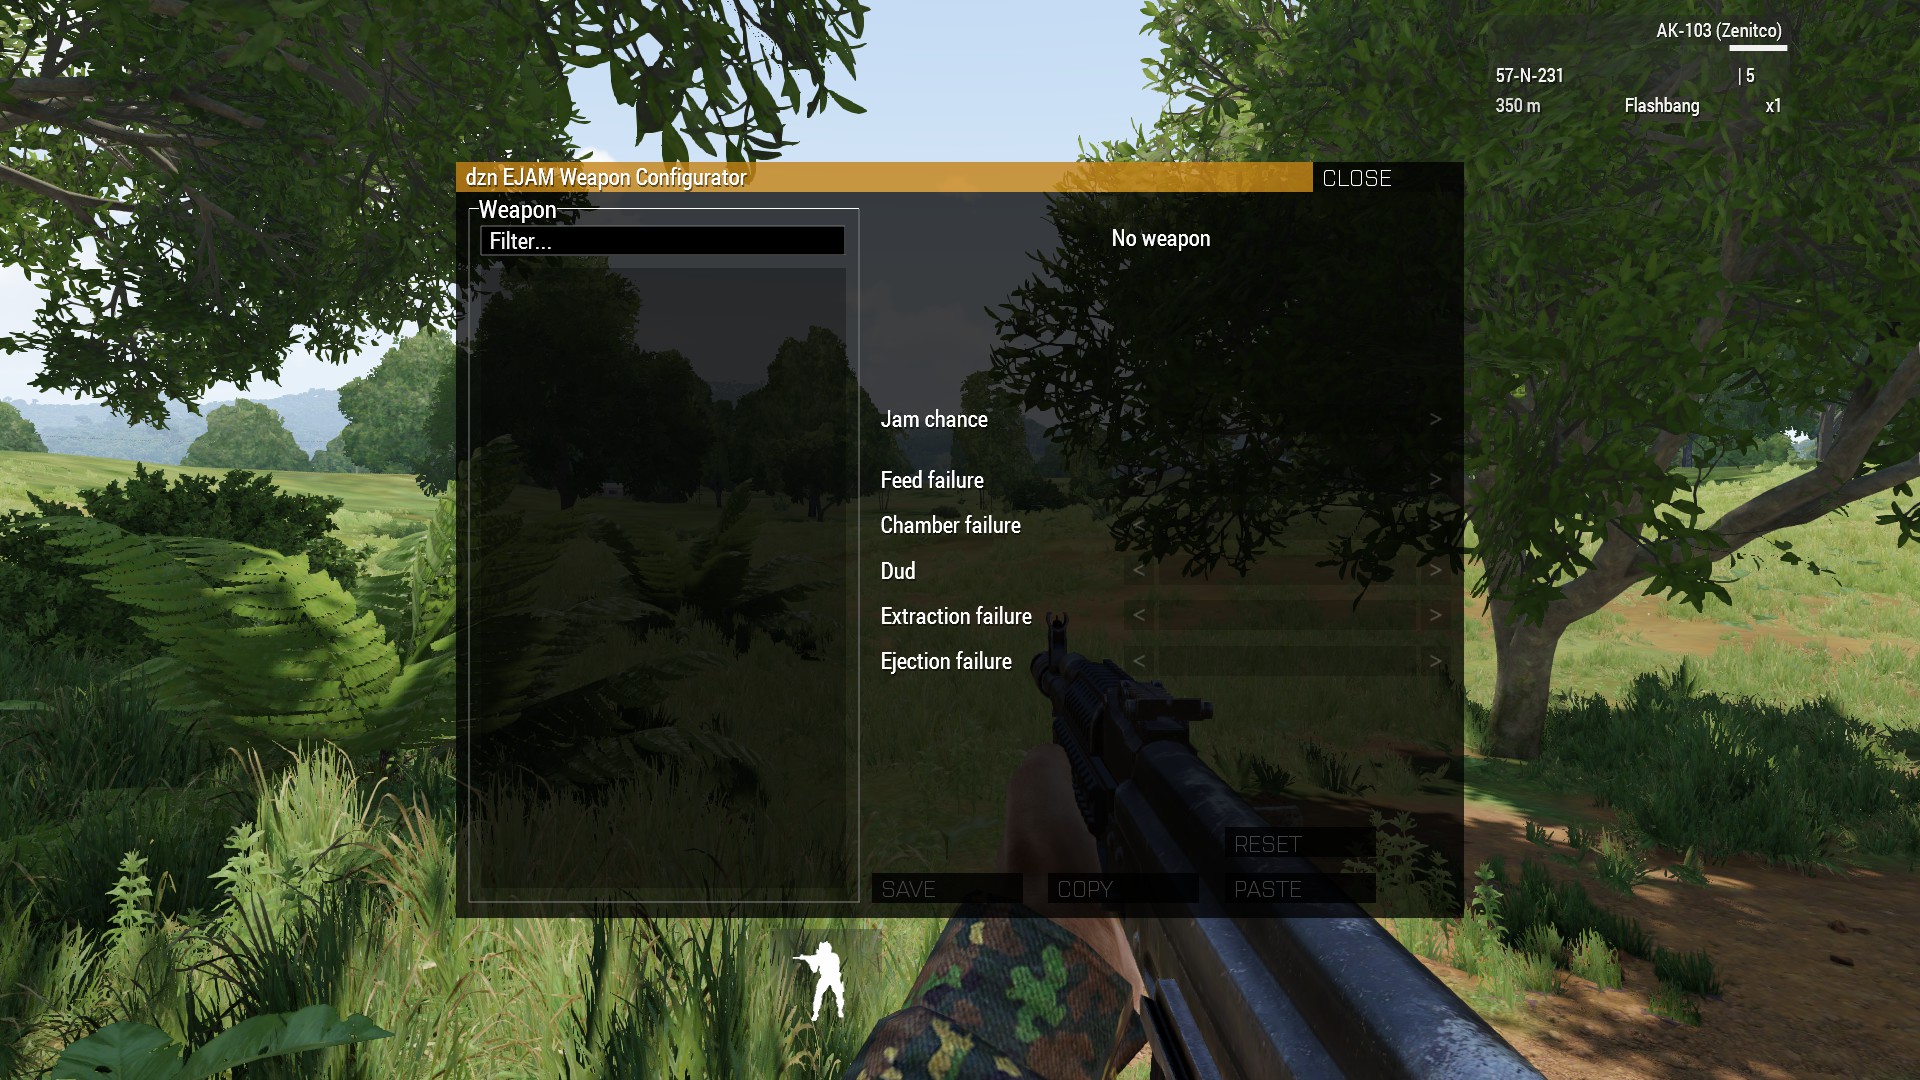 AK-103 (Zenitco)
57-N-231 | 5
350 m Flashbang x1
dzn EJAM Weapon Configurator CLOSE
Weapon
Filter...
No weapon
Jam chance < >
Feed failure < >
Chamber failure <
Dud < >
Extraction failure < >
Ejection failure < >
RESET
SAVE COPY PASTE